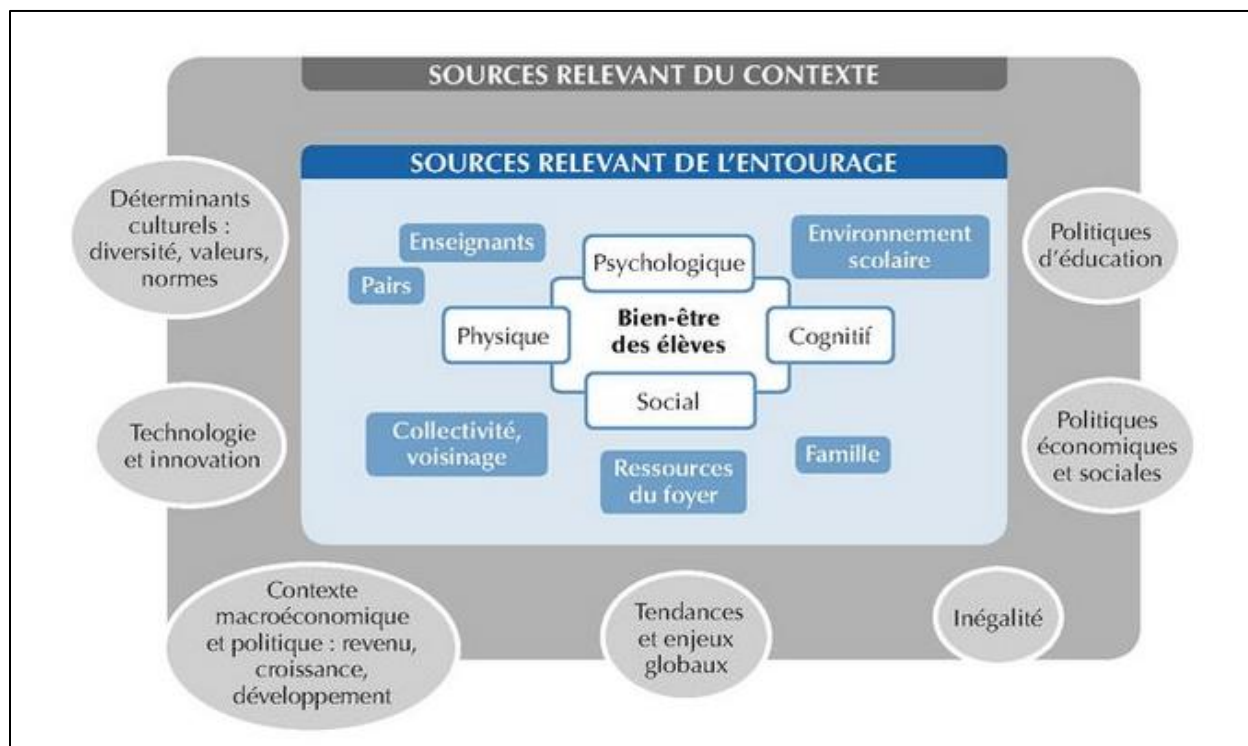 SOURCES RELEVANT DU CONTEXTE
SOURCES RELEVANT DE L'ENTOURAGE
Déterminants
culturels :
diversité, valeurs,
normes
Enseignants
Pairs
Psychologique
Environnement
scolaire
Politiques
d'éducation
Physique
Bien-être
des élèves
Cognitif
Social
Technologie
et innovation
Collectivité,
voisinage
Ressources
du foyer
Famille
Politiques
économiques
et sociales
Contexte
macroéconomique
et politique : revenu,
croissance,
développement
Tendances
et enjeux
globaux
Inégalité